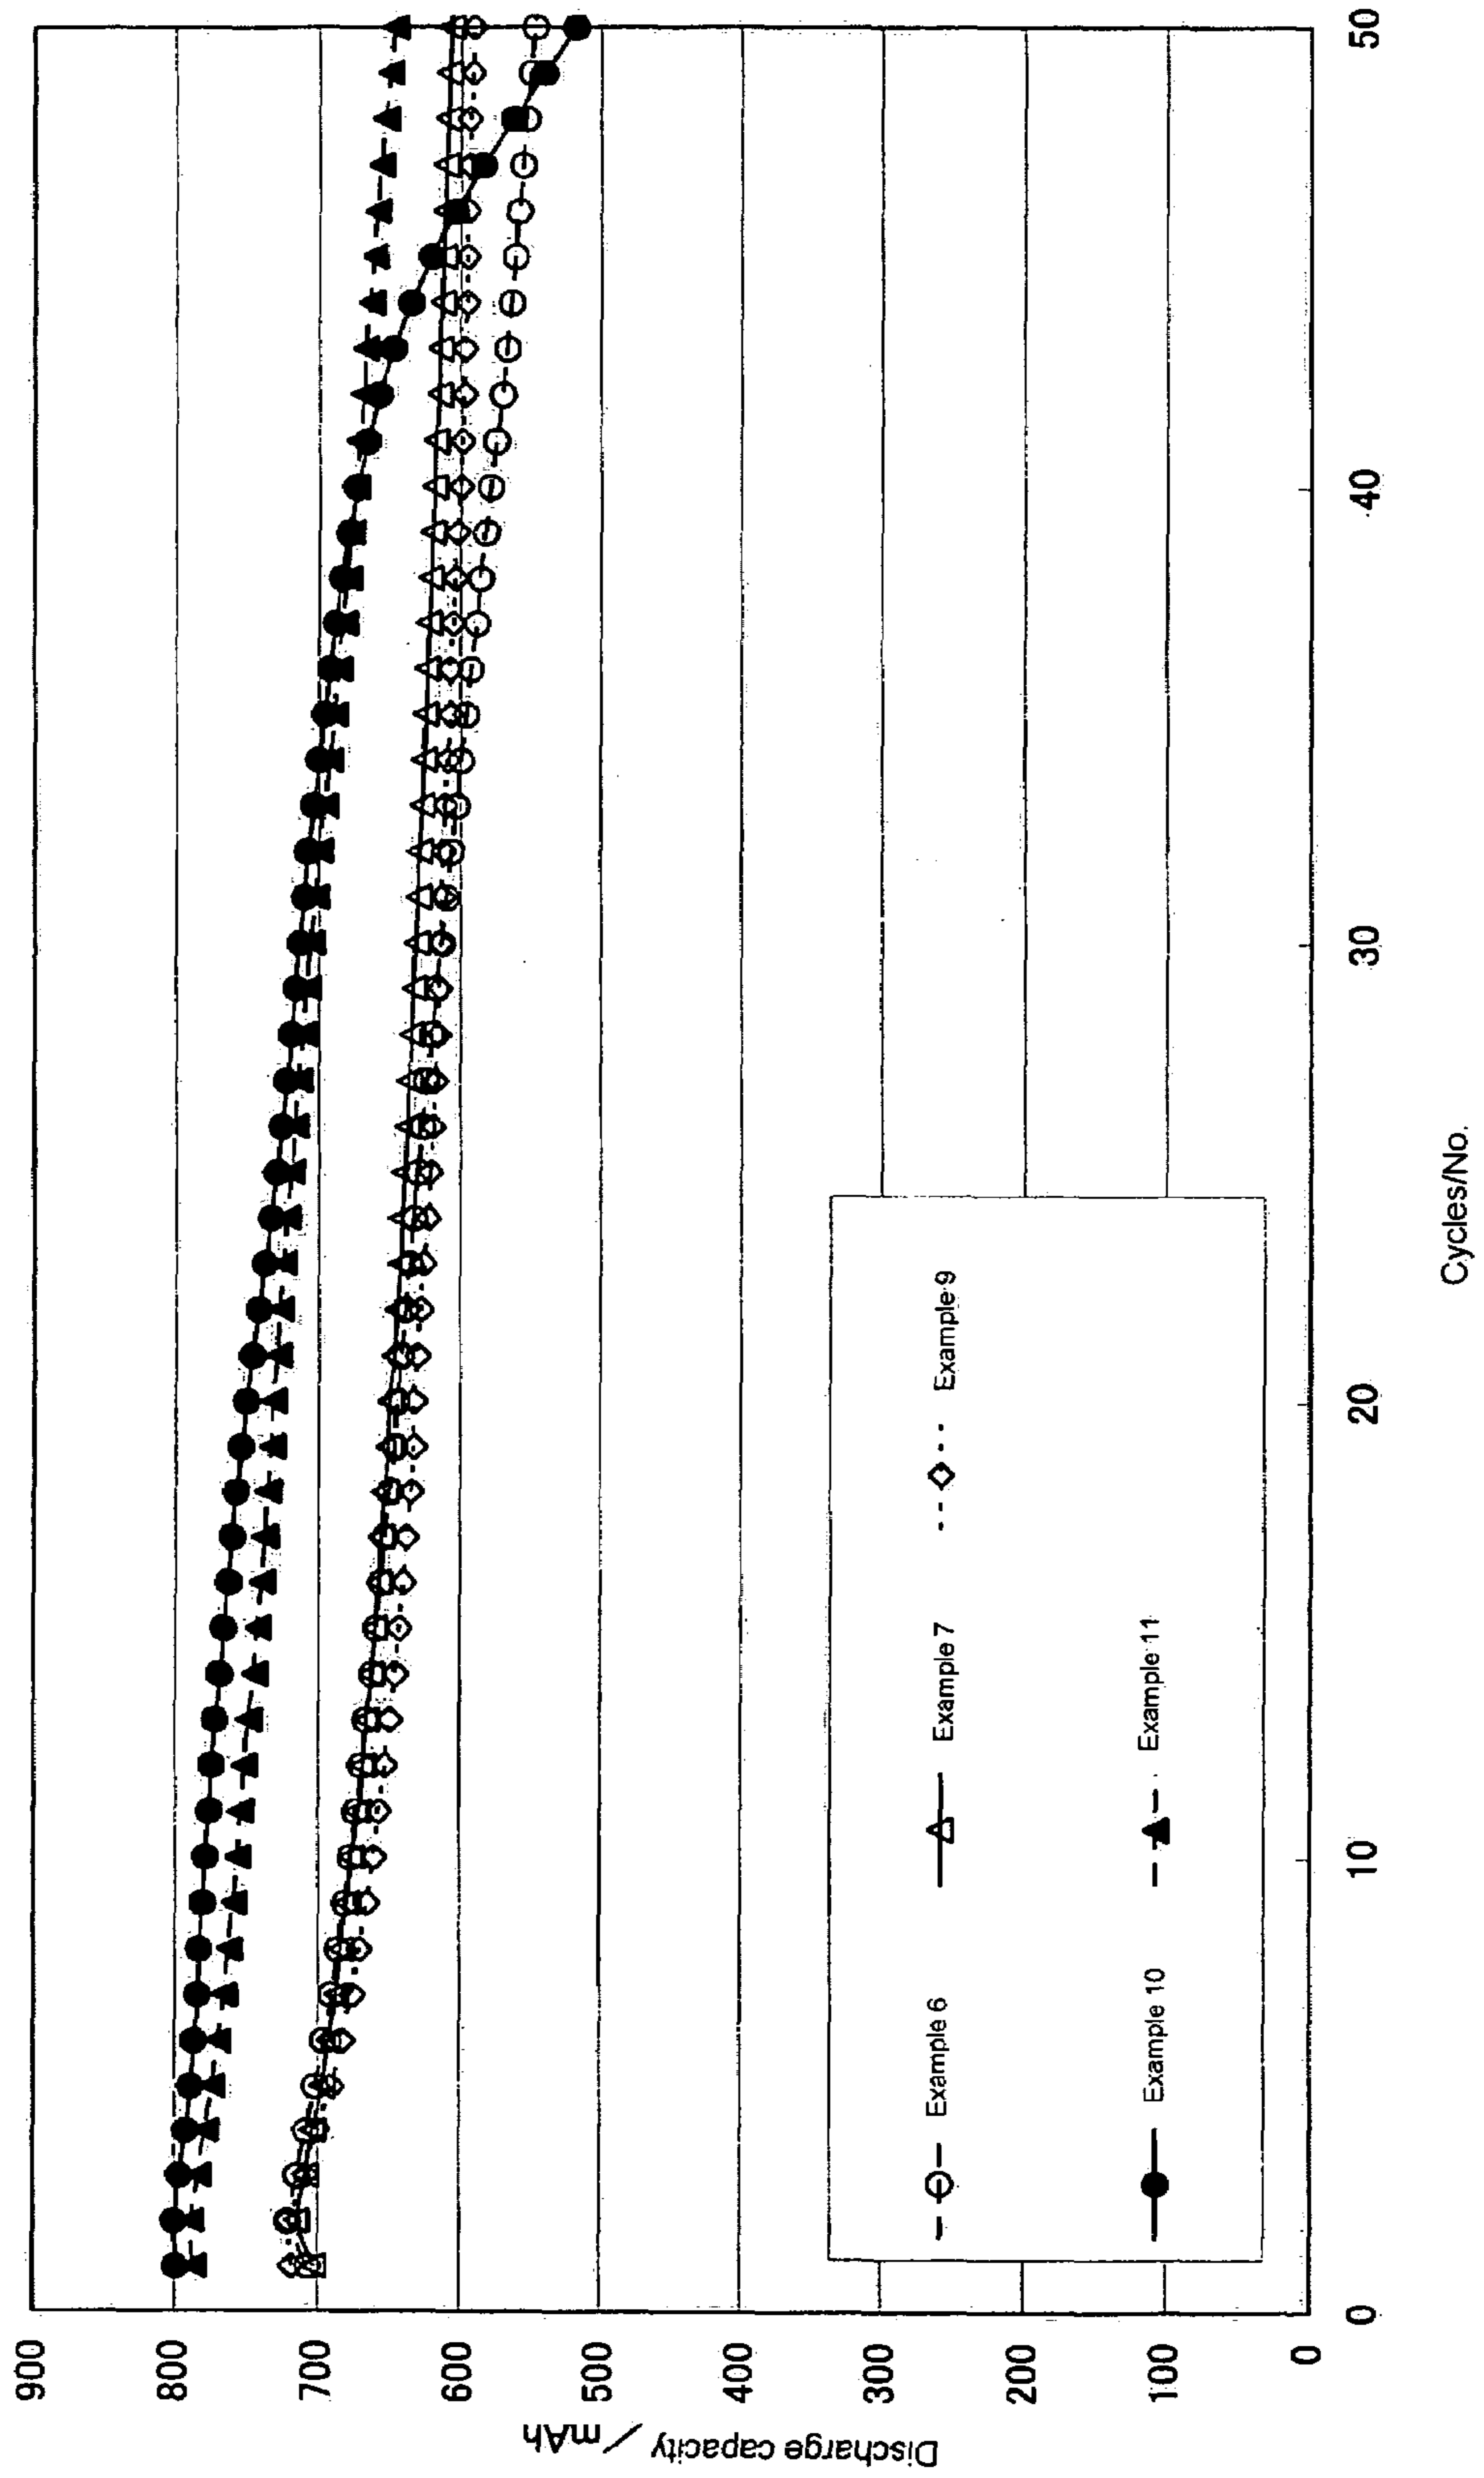 900
800
700
600
500
400
300
200
100
0
Discharge capacity / mAh
0
10
20
30
40
50
Cycles/No.
Example 6
Example 7
Example 9
Example 10
Example 11